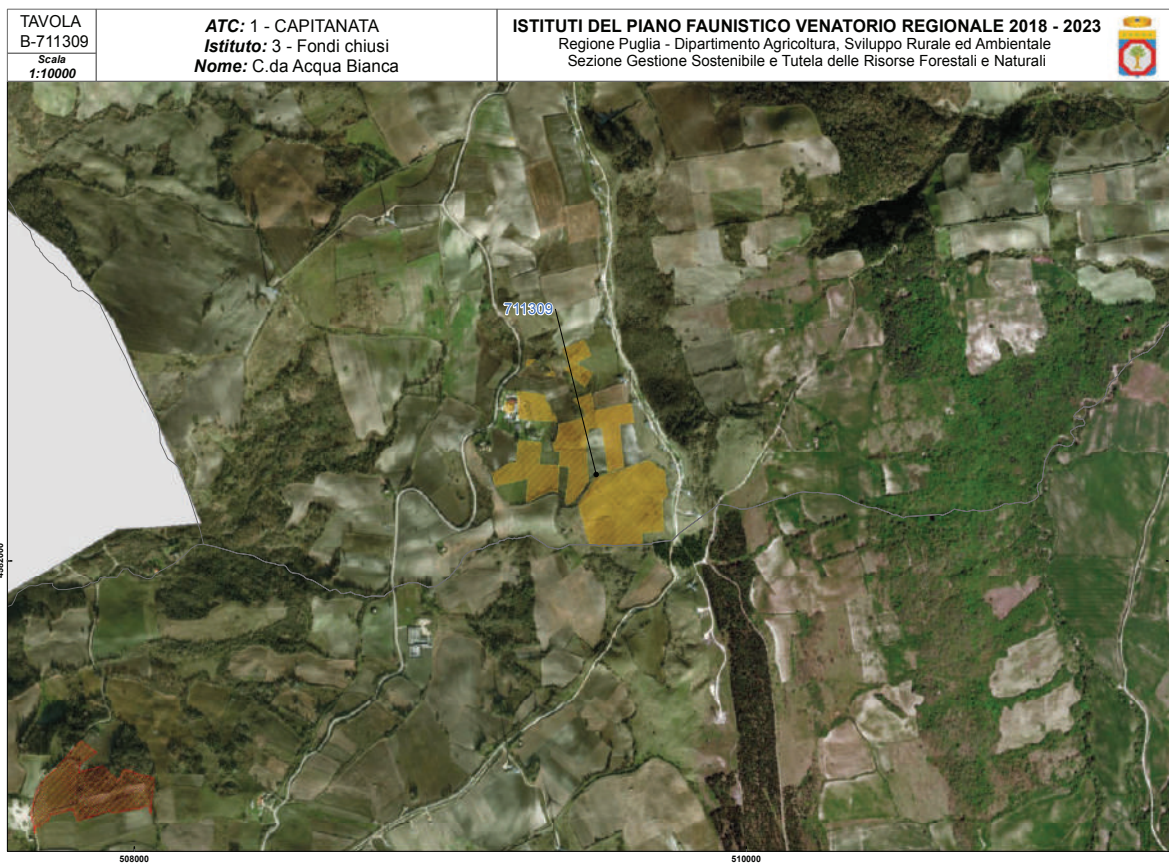 TAVOLA
B-711309
Scala
1:10000
ATC: 1 - CAPITANATA
Istituto: 3 - Fondi chiusi
Nome: C.da Acqua Bianca
ISTITUTI DEL PIANO FAUNISTICO VENATORIO REGIONALE 2018 - 2023
Regione Puglia - Dipartimento Agricoltura, Sviluppo Rurale ed Ambientale
Sezione Gestione Sostenibile e Tutela delle Risorse Forestali e Naturali
711309
508000
510000